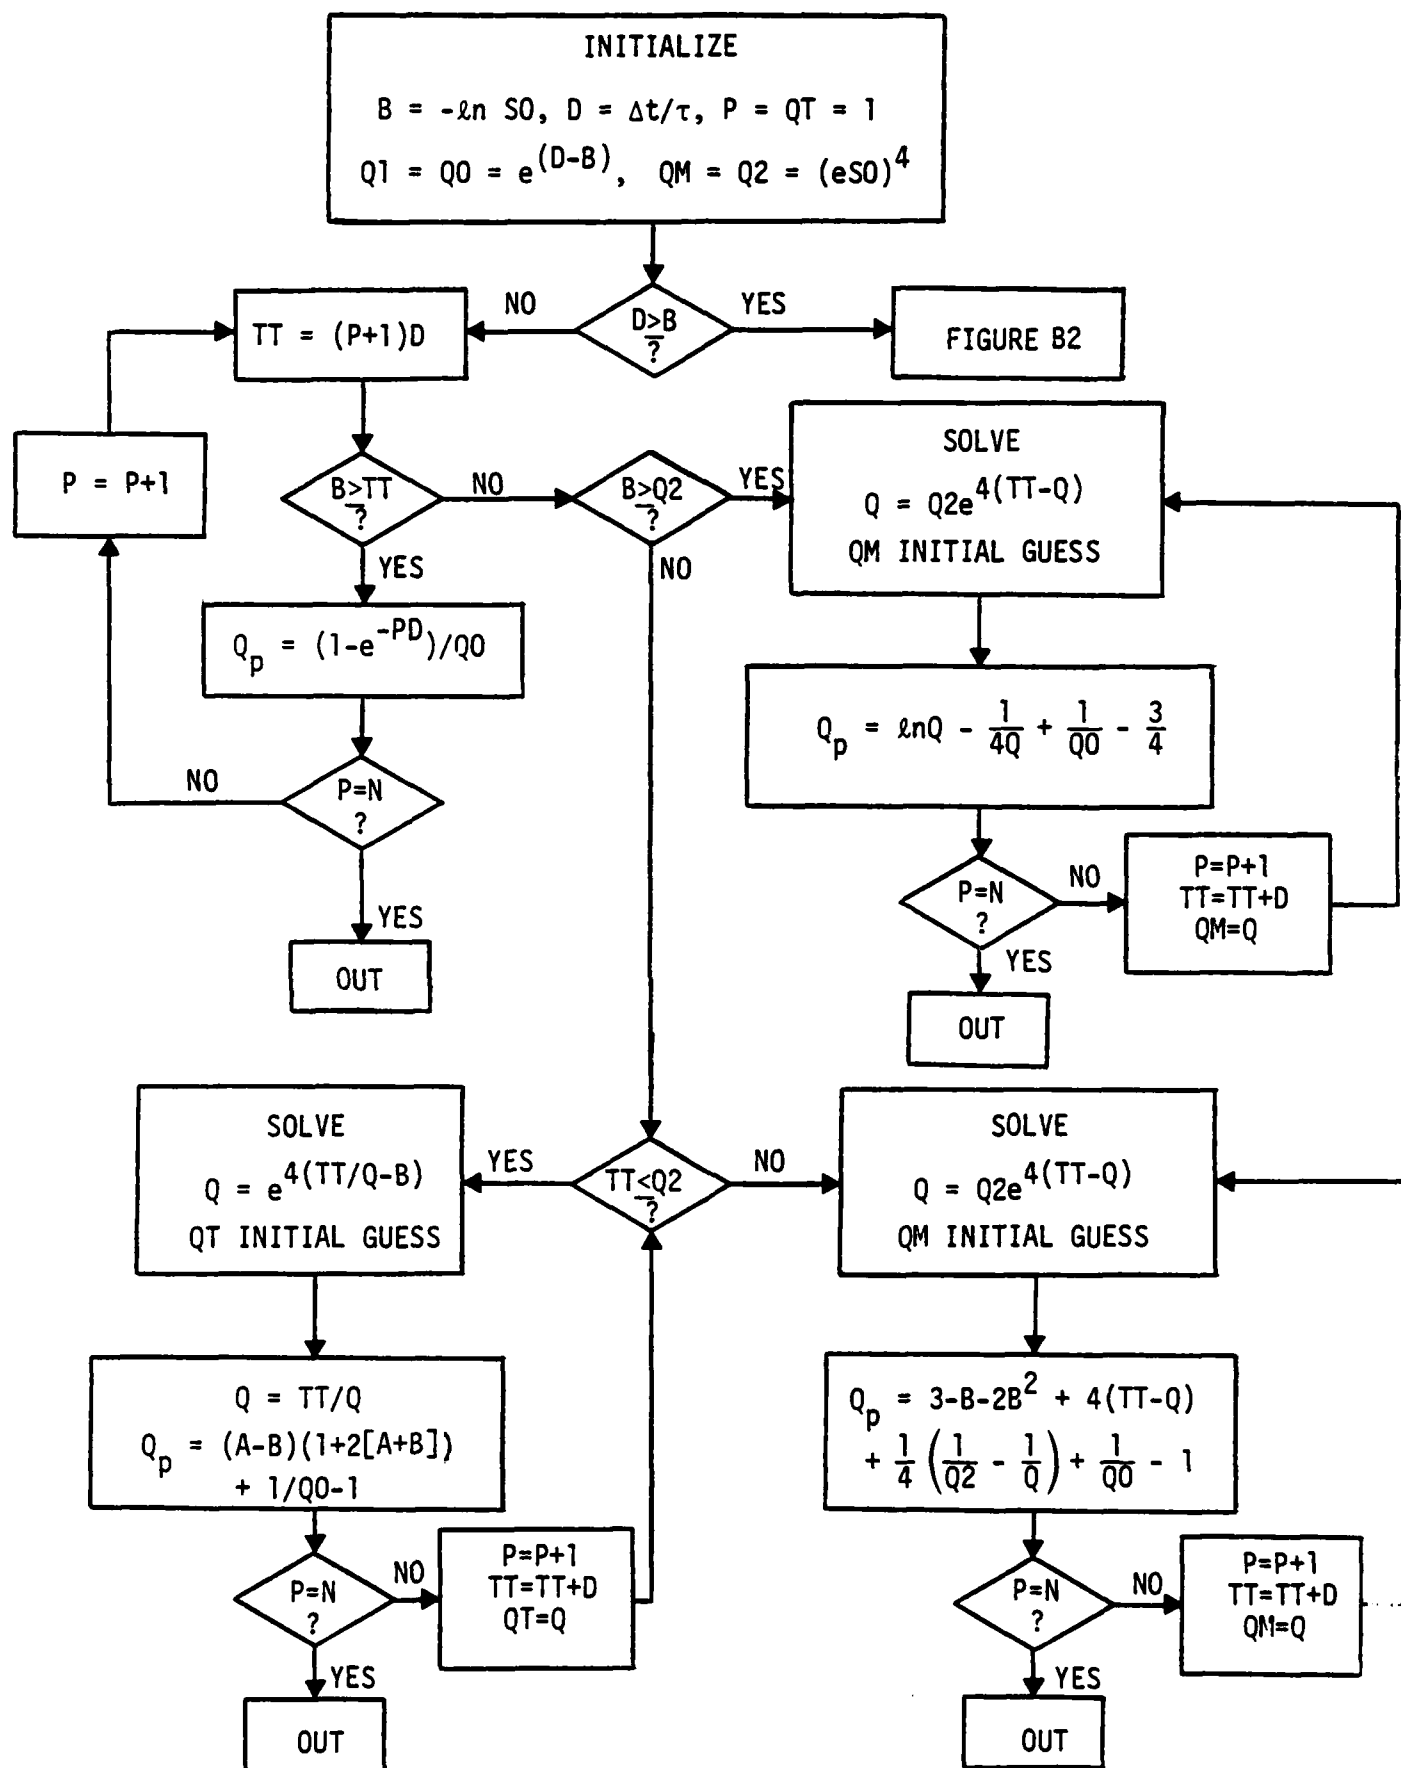 INITIALIZE
B = -ℓn SO, D = Δt/τ, P = QT = 1
Q1 = Q0 = e^(D-B), QM = Q2 = (eSO)^4
NO
D≥B
?
YES
TT = (P+1)D
FIGURE B2
P = P+1
B≥TT
?
NO
B≥Q2
?
YES
SOLVE
Q = Q2e^4(TT-Q)
QM INITIAL GUESS
YES
NO
Q_p = (1-e^-PD)/Q0
Q_p = ℓnQ - 1/4Q + 1/Q0 - 3/4
NO
P=N
?
YES
OUT
P=N
?
NO
P=P+1
TT=TT+D
QM=Q
YES
OUT
SOLVE
Q = e^4(TT/Q-B)
QT INITIAL GUESS
YES
TT≤Q2
?
NO
SOLVE
Q = Q2e^4(TT-Q)
QM INITIAL GUESS
Q = TT/Q
Q_p = (A-B)(1+2[A+B])
+ 1/Q0-1
Q_p = 3-B-2B^2 + 4(TT-Q)
+ 1/4 (1/Q2 - 1/Q) + 1/Q0 - 1
P=N
?
NO
P=P+1
TT=TT+D
QT=Q
YES
OUT
P=N
?
NO
P=P+1
TT=TT+D
QM=Q
YES
OUT